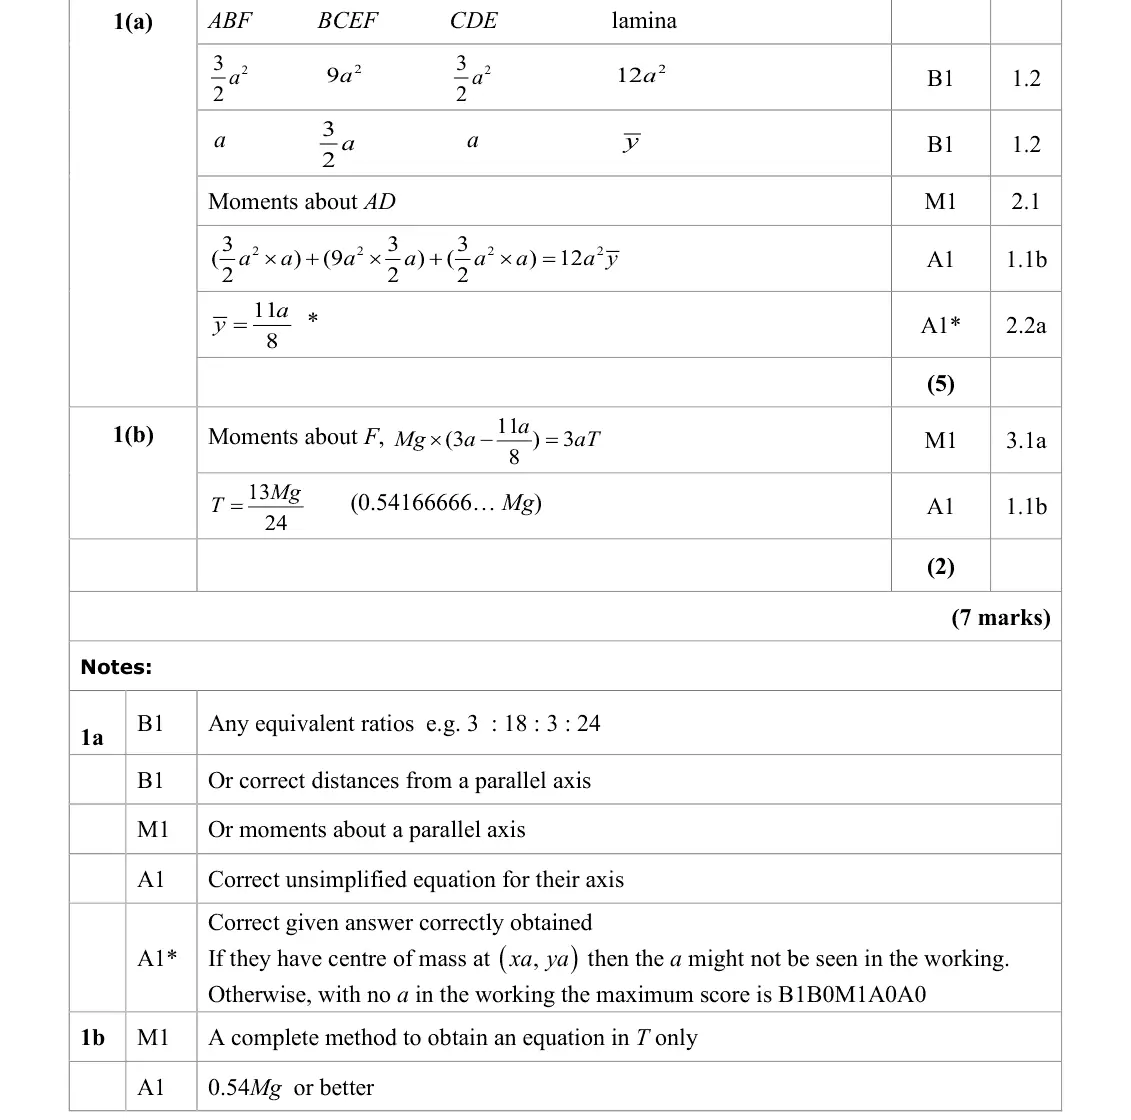 1(a) ABF BCEF CDE lamina
3/2 a² 9a² 3/2 a² 12a² B1 1.2
a 3/2 a a y̅ B1 1.2
Moments about AD M1 2.1
(3/2 a² × a) + (9a² × 3/2 a) + (3/2 a² × a) = 12a² y̅ A1 1.1b
y̅ = 11a/8 * A1* 2.2a
(5)
1(b) Moments about F, Mg × (3a − 11a/8) = 3aT M1 3.1a
T = 13Mg/24 (0.54166666… Mg) A1 1.1b
(2)
(7 marks)
Notes:
1a B1 Any equivalent ratios e.g. 3 : 18 : 3 : 24
B1 Or correct distances from a parallel axis
M1 Or moments about a parallel axis
A1 Correct unsimplified equation for their axis
A1* Correct given answer correctly obtained
If they have centre of mass at (xa, ya) then the a might not be seen in the working.
Otherwise, with no a in the working the maximum score is B1B0M1A0A0
1b M1 A complete method to obtain an equation in T only
A1 0.54Mg or better